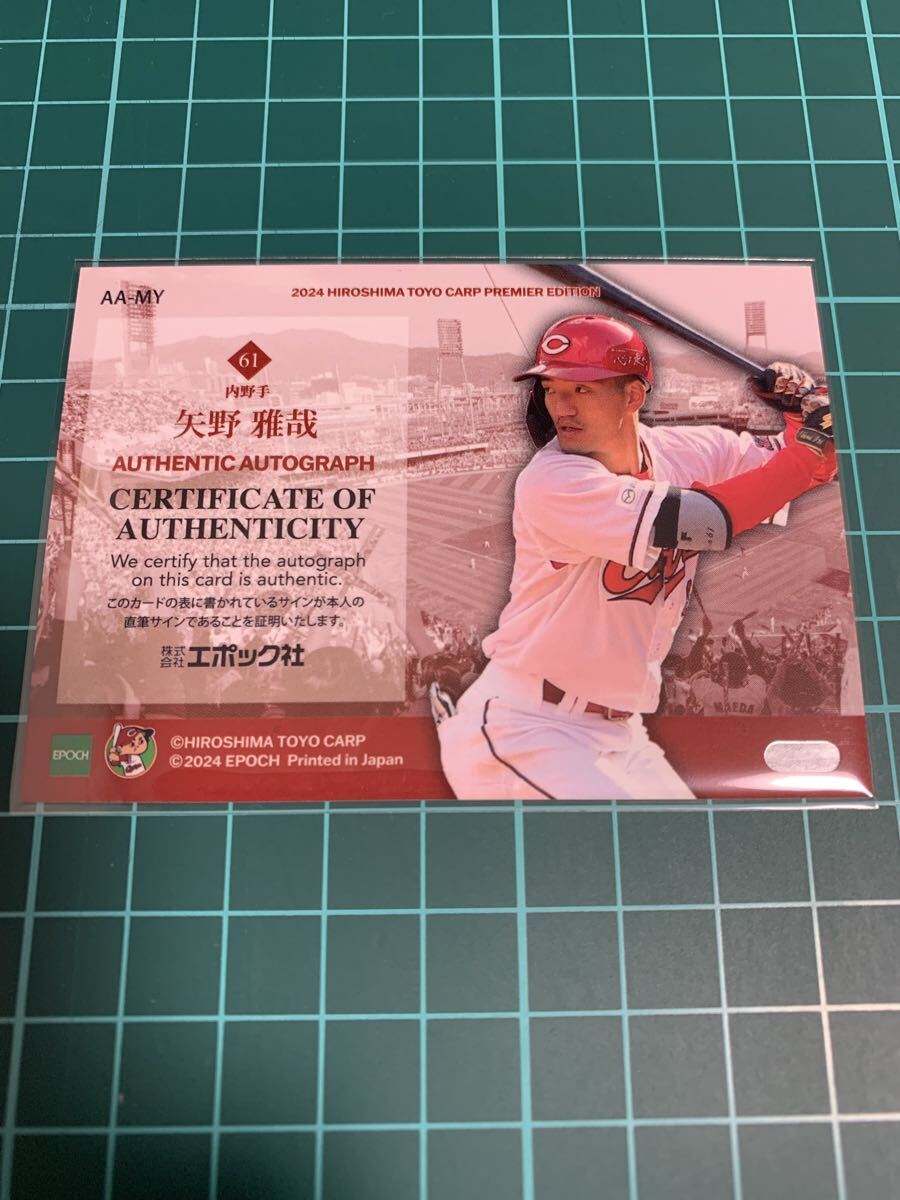 AA-MY
2024 HIROSHIMA TOYO CARP PREMIER EDITION
61
内野手
矢野 雅哉
AUTHENTIC AUTOGRAPH
CERTIFICATE OF
AUTHENTICITY
We certify that the autograph
on this card is authentic.
このカードの表に書かれているサインが本人の
直筆サインであることを証明いたします。
株式会社エポック社
EPOCH
©HIROSHIMA TOYO CARP
©2024 EPOCH Printed in Japan
C
61